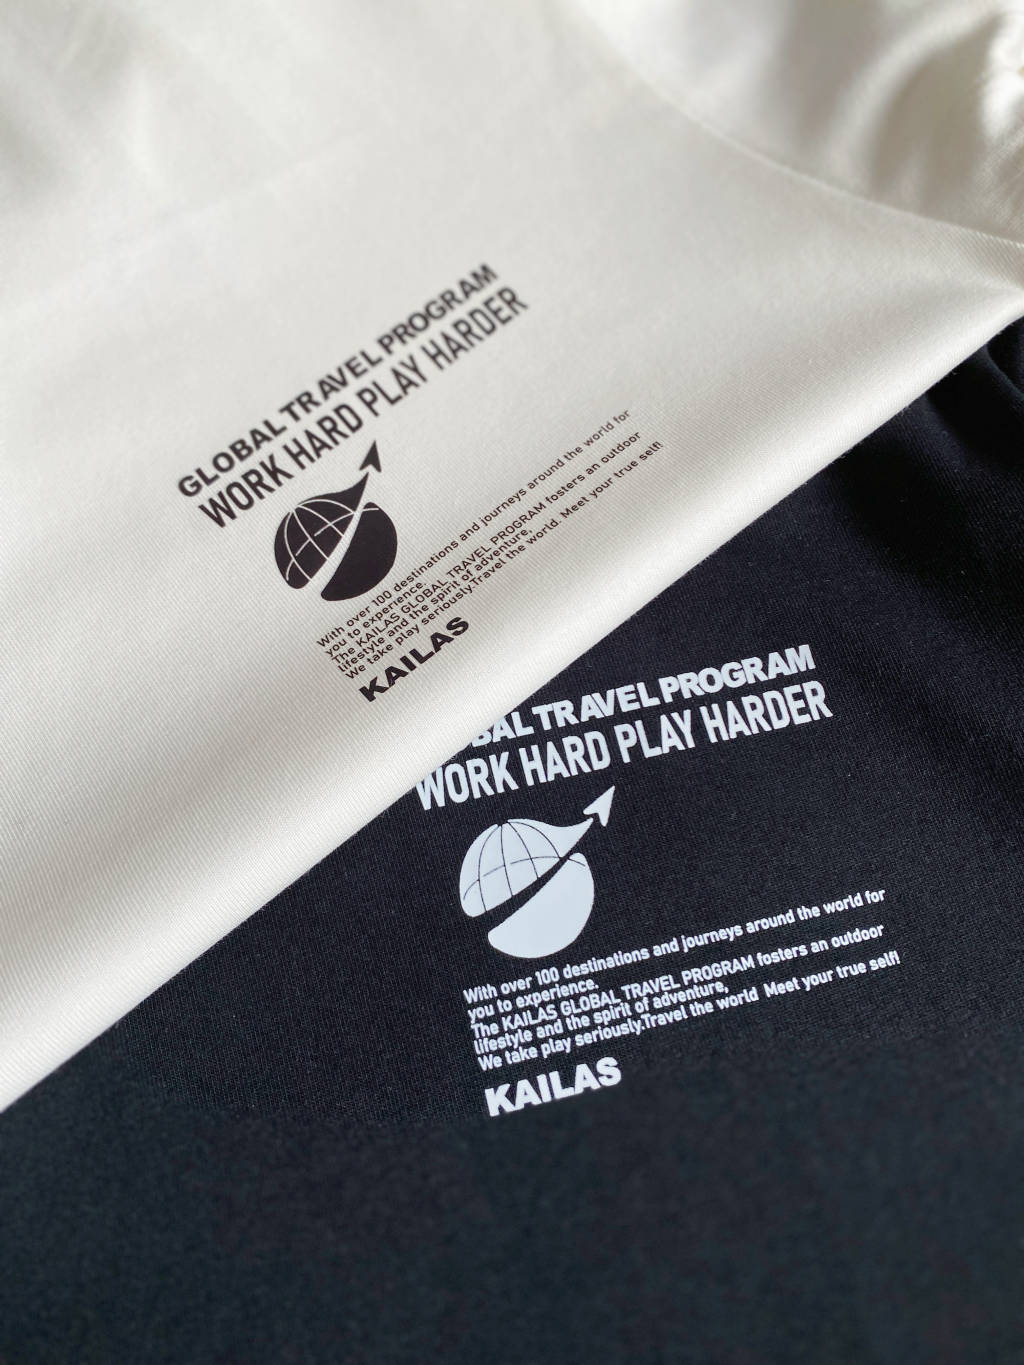 GLOBAL TRAVEL PROGRAM
WORK HARD PLAY HARDER
With over 100 destinations and journeys around the world for
you to experience.
The KAILAS GLOBAL TRAVEL PROGRAM fosters an outdoor
lifestyle and the spirit of adventure,
We take play seriously.Travel the world. Meet your true self!
KAILAS
BAL TRAVEL PROGRAM
WORK HARD PLAY HARDER
With over 100 destinations and journeys around the world for
you to experience.
The KAILAS GLOBAL TRAVEL PROGRAM fosters an outdoor
lifestyle and the spirit of adventure,
We take play seriously.Travel the world Meet your true self!
KAILAS